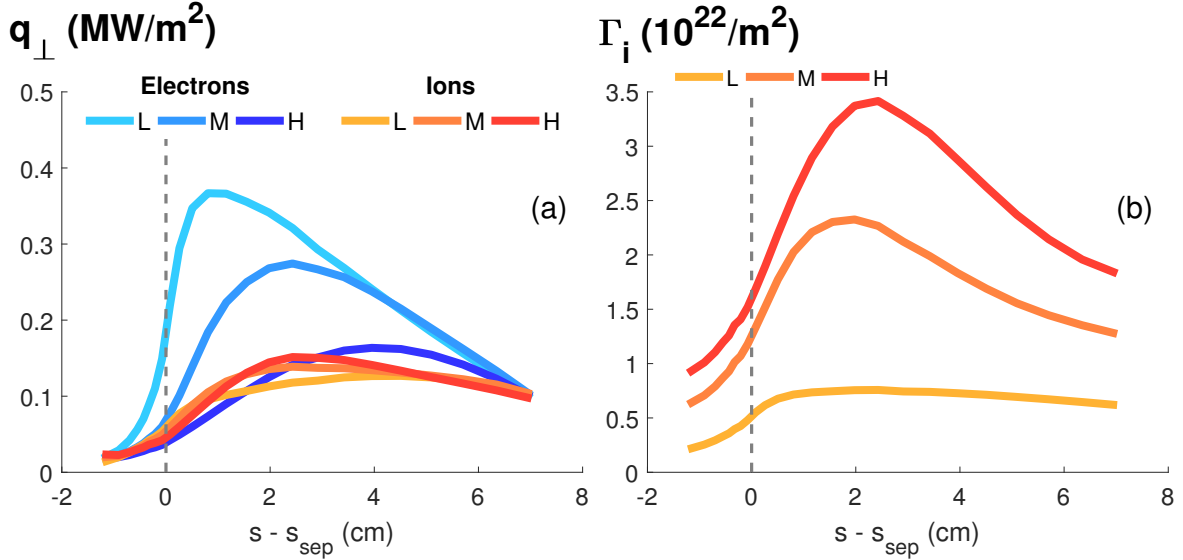 q⊥ (MW/m²)
Electrons Ions
L M H L M H
0.5
0.4
0.3
0.2
0.1
0
(a)
-2 0 2 4 6 8
s - s_sep (cm)
Γi (10²²/m²)
L M H
3.5
3
2.5
2
1.5
1
0.5
0
(b)
-2 0 2 4 6 8
s - s_sep (cm)